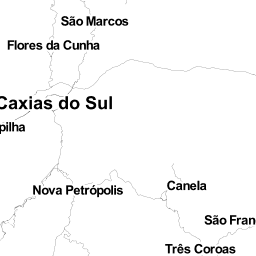 São Marcos
Flores da Cunha
Caxias do Sul
pilha
Nova Petrópolis
Canela
São Fran
Três Coroas